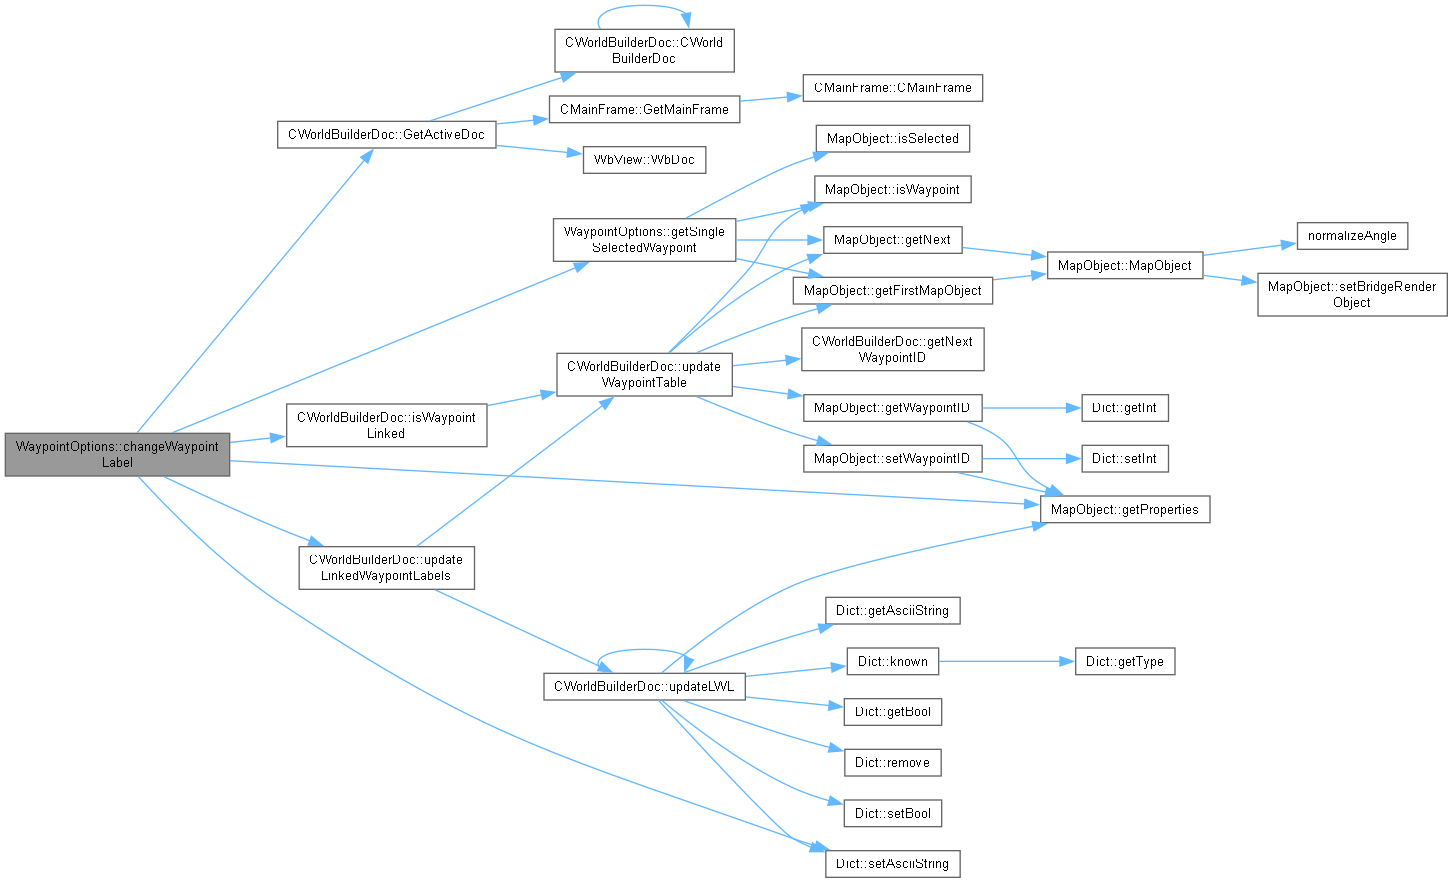 CWorldBuilderDoc::CWorld
BuilderDoc
CMainFrame::CMainFrame
CMainFrame::GetMainFrame
CWorldBuilderDoc::GetActiveDoc
MapObject::isSelected
WbView::WbDoc
MapObject::isWaypoint
WaypointOptions::getSingle
SelectedWaypoint
MapObject::getNext
normalizeAngle
MapObject::MapObject
MapObject::getFirstMapObject
MapObject::setBridgeRender
Object
CWorldBuilderDoc::getNext
WaypointID
CWorldBuilderDoc::update
WaypointTable
MapObject::getWaypointID
Dict::getInt
CWorldBuilderDoc::isWaypoint
Linked
WaypointOptions::changeWaypoint
Label
MapObject::setWaypointID
Dict::setInt
MapObject::getProperties
CWorldBuilderDoc::update
LinkedWaypointLabels
Dict::getAsciiString
Dict::known
Dict::getType
CWorldBuilderDoc::updateLWL
Dict::getBool
Dict::remove
Dict::setBool
Dict::setAsciiString